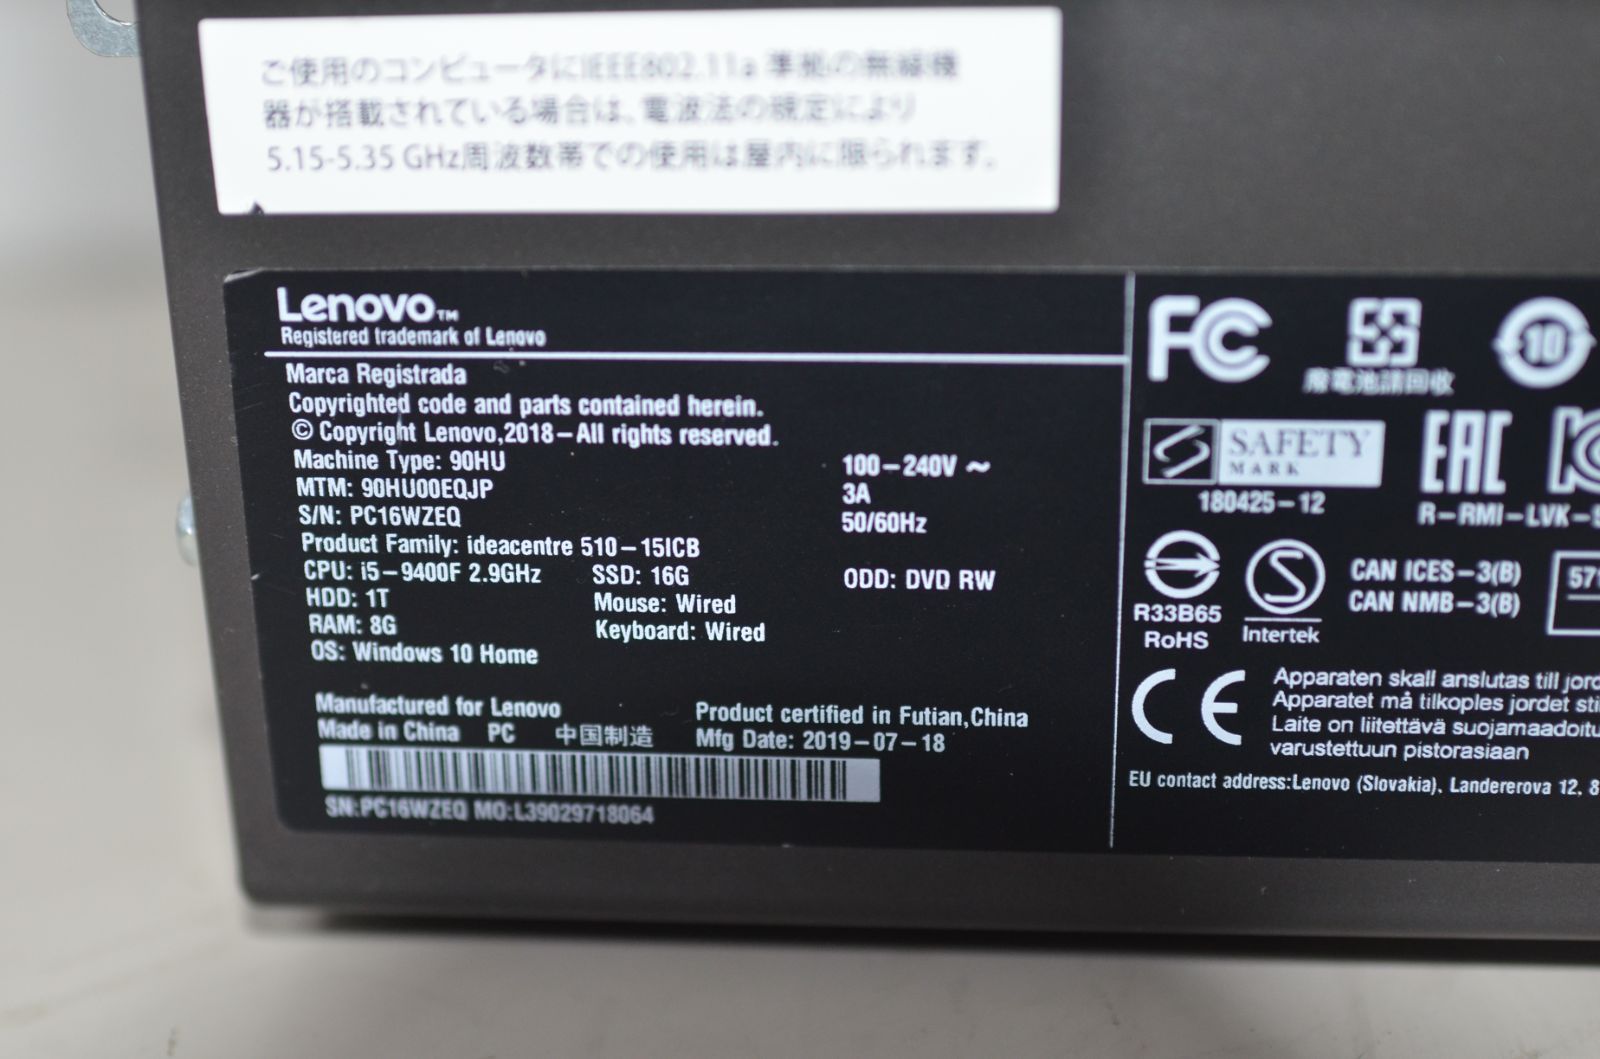 ご使用のコンピュータにIEEE802.11a 準拠の無線機
器が搭載されている場合は、電波法の規定により
5.15-5.35 GHz周波数帯での使用は屋内に限られます。
Lenovo™
Registered trademark of Lenovo
Marca Registrada
Copyrighted code and parts contained herein.
© Copyright Lenovo,2018–All rights reserved.
Machine Type: 90HU
MTM: 90HU00EQJP
S/N: PC16WZEQ
100–240V ~
3A
50/60Hz
Product Family: ideacentre 510–15ICB
CPU: i5–9400F 2.9GHz SSD: 16G ODD: DVD RW
HDD: 1T Mouse: Wired
RAM: 8G Keyboard: Wired
OS: Windows 10 Home
Manufactured for Lenovo
Made in China PC 中国制造
Product certified in Futian,China
Mfg Date: 2019–07–18
SN:PC16WZEQ MO:L39029718064
FC
廢電池請回收
10
SAFETY
MARK
180425–12
EAC
R–RMI–LVK–
R33B65
RoHS
S
Intertek
CAN ICES–3(B)
CAN NMB–3(B)
57
CE
Apparaten skall anslutas till jord
Apparatet må tilkoples jordet sti
Laite on liitettävä suojamaadoitu
varustettuun pistorasiaan
EU contact address:Lenovo (Slovakia), Landererova 12, 8